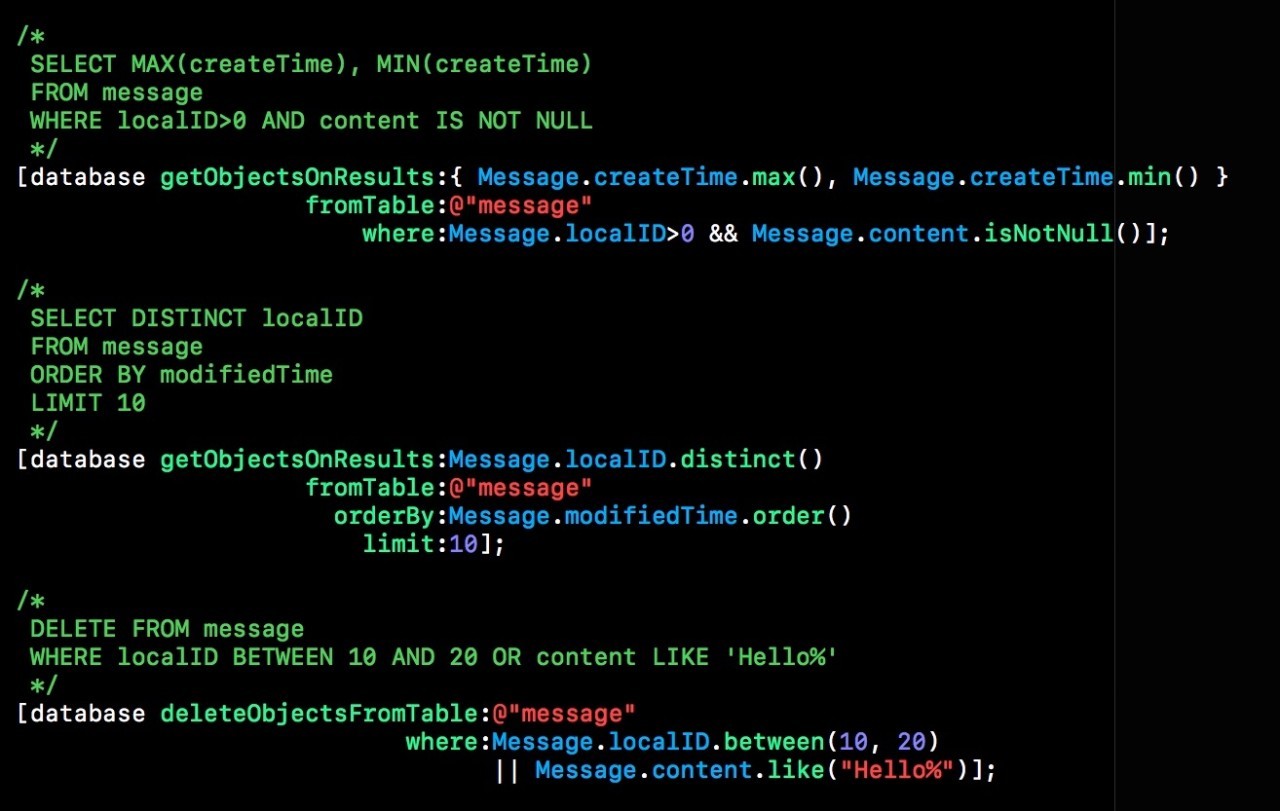 /*
 SELECT MAX(createTime), MIN(createTime)
 FROM message
 WHERE localID>0 AND content IS NOT NULL
 */
[database getObjectsOnResults:{ Message.createTime.max(), Message.createTime.min() }
                    fromTable:@"message"
                        where:Message.localID>0 && Message.content.isNotNull()];

/*
 SELECT DISTINCT localID
 FROM message
 ORDER BY modifiedTime
 LIMIT 10
 */
[database getObjectsOnResults:Message.localID.distinct()
                    fromTable:@"message"
                      orderBy:Message.modifiedTime.order()
                        limit:10];

/*
 DELETE FROM message
 WHERE localID BETWEEN 10 AND 20 OR content LIKE 'Hello%'
 */
[database deleteObjectsFromTable:@"message"
                           where:Message.localID.between(10, 20)
                                 || Message.content.like("Hello%")];